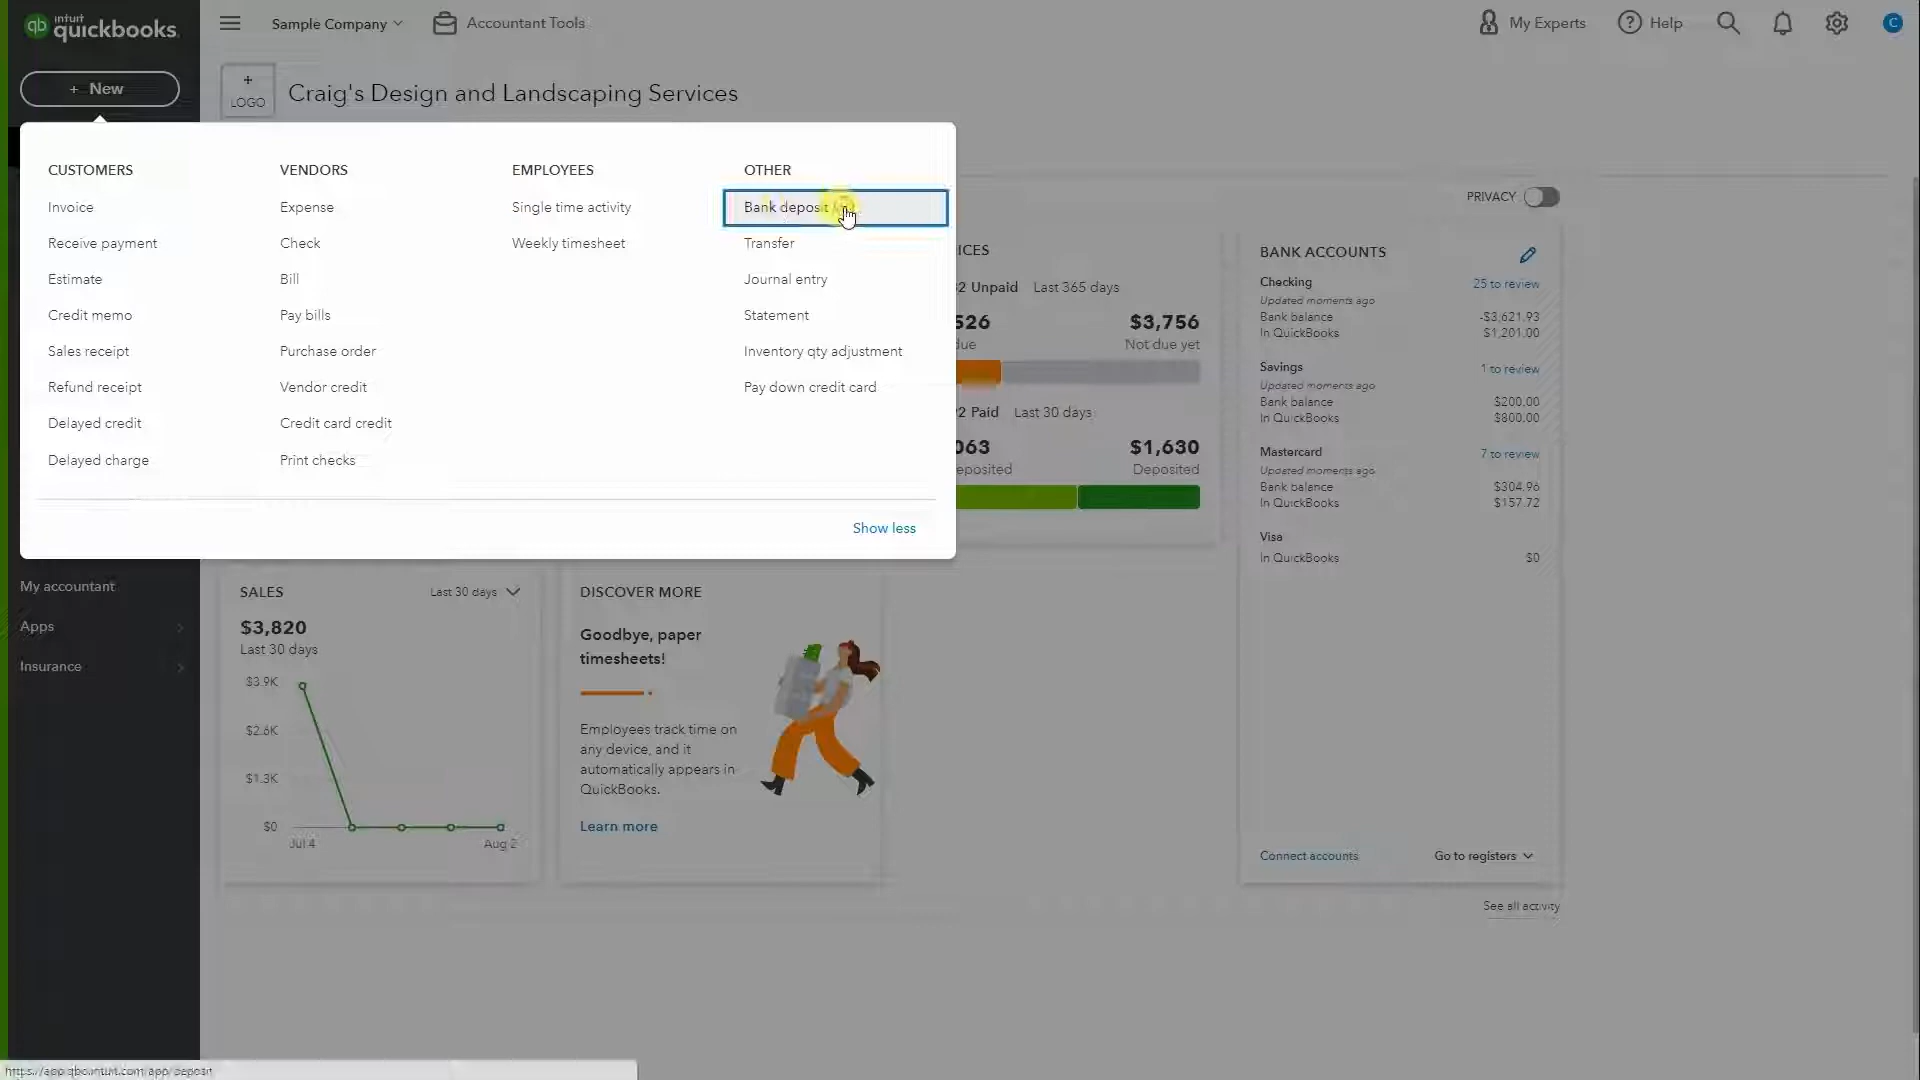 intuit
quickbooks
Sample Company
Accountant Tools
My Experts
Help
C
+ New
+
LOGO
Craig's Design and Landscaping Services
CUSTOMERS
Invoice
Receive payment
Estimate
Credit memo
Sales receipt
Refund receipt
Delayed credit
Delayed charge
VENDORS
Expense
Check
Bill
Pay bills
Purchase order
Vendor credit
Credit card credit
Print checks
EMPLOYEES
Single time activity
Weekly timesheet
OTHER
Bank deposit
Transfer
Journal entry
Statement
Inventory qty adjustment
Pay down credit card
Show less
PRIVACY
ICES
2 Unpaid Last 365 days
526 $3,756
due Not due yet
2 Paid Last 30 days
063 $1,630
eposited Deposited
BANK ACCOUNTS
Checking 25 to review
Updated moments ago
Bank balance -$3,621.93
In QuickBooks $1,201.00
Savings 1 to review
Updated moments ago
Bank balance $200.00
In QuickBooks $800.00
Mastercard 7 to review
Updated moments ago
Bank balance $304.96
In QuickBooks $157.72
Visa
In QuickBooks $0
Connect accounts Go to registers
See all activity
My accountant
Apps
Insurance
SALES Last 30 days
$3,820
Last 30 days
$3.9K
$2.6K
$1.3K
$0
Jul 4 Aug 2
DISCOVER MORE
Goodbye, paper
timesheets!
Employees track time on
any device, and it
automatically appears in
QuickBooks.
Learn more
https://app.qbo.intuit.com/app/deposit